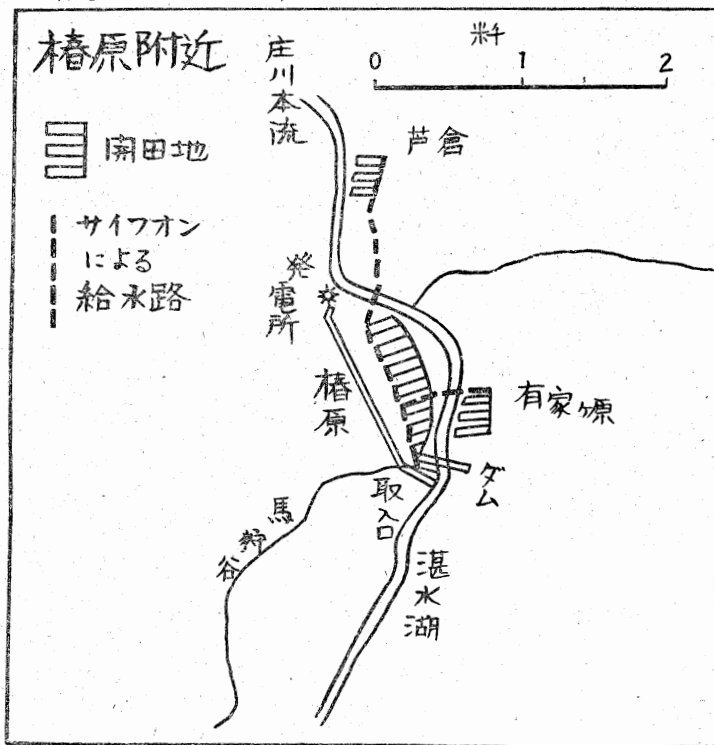 椿原附近
開田地
サイフオン
による
給水路
庄川本流
粁
0 1 2
芦倉
発電所
椿原
有家ヶ原
ダム
取入口
馬狩谷
湛水湖